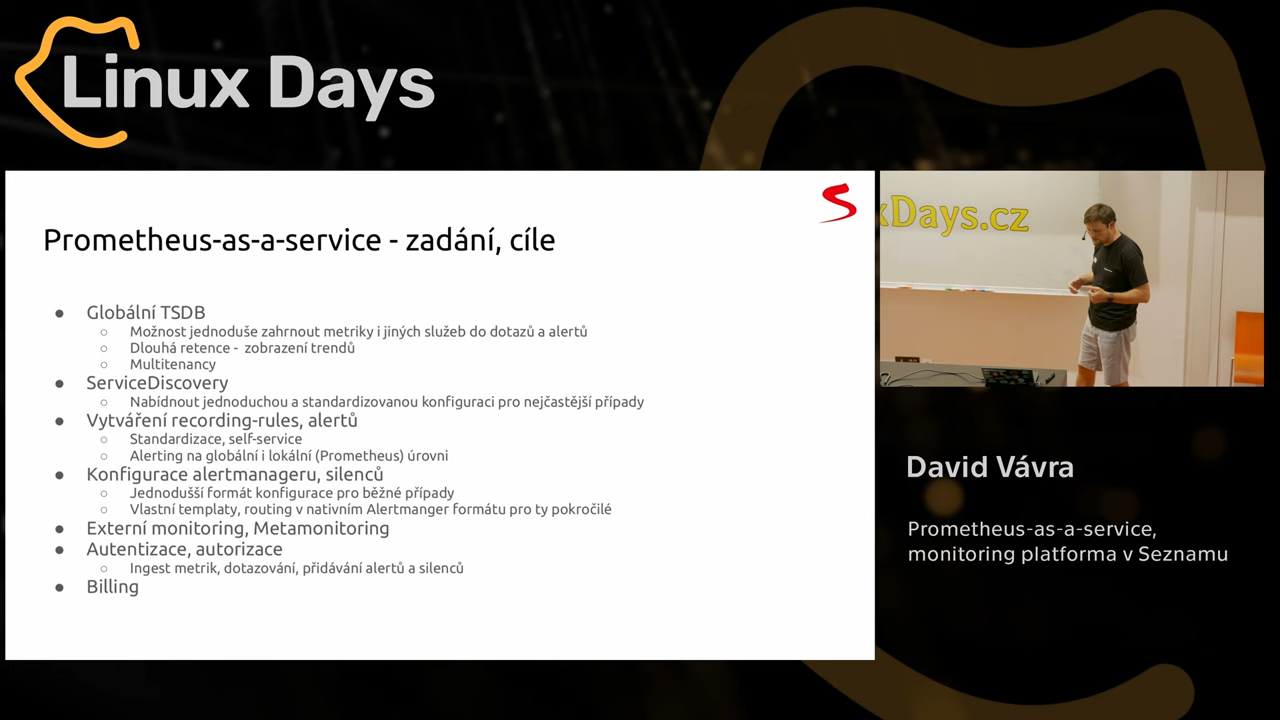 Linux Days
Prometheus-as-a-service - zadání, cíle
● Globální TSDB
○ Možnost jednoduše zahrnout metriky i jiných služeb do dotazů a alertů
○ Dlouhá retence - zobrazení trendů
○ Multitenancy
● ServiceDiscovery
○ Nabídnout jednoduchou a standardizovanou konfiguraci pro nejčastější případy
● Vytváření recording-rules, alertů
○ Standardizace, self-service
○ Alerting na globální i lokální (Prometheus) úrovni
● Konfigurace alertmanageru, silenců
○ Jednodušší formát konfigurace pro běžné případy
○ Vlastní templaty, routing v nativním Alertmanger formátu pro ty pokročilé
● Externí monitoring, Metamonitoring
● Autentizace, autorizace
○ Ingest metrik, dotazování, přidávání alertů a silenců
● Billing
xDays.cz
David Vávra
Prometheus-as-a-service,
monitoring platforma v Seznamu